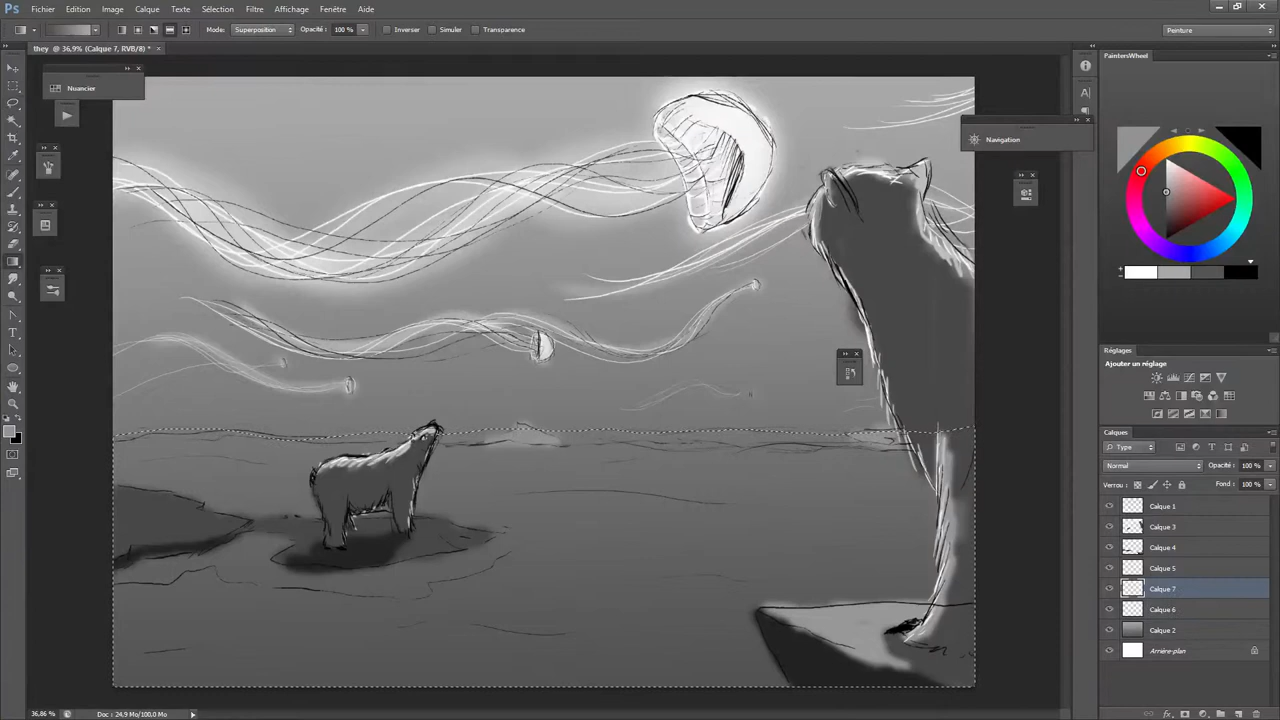 Ps Fichier Edition Image Calque Texte Sélection Filtre Affichage Fenêtre Aide
Mode: Superposition Opacité: 100 % Inverser Simuler Transparence
Peinture
they @ 36,9% (Calque 7, RVB/8) *
PaintersWheel
Nuancier
Navigation
Réglages
Ajouter un réglage
Calques
Type
Normal Opacité: 100 %
Verrou: Fond: 100 %
Calque 1
Calque 3
Calque 4
Calque 5
Calque 7
Calque 6
Calque 2
Arrière-plan
36,86 % Doc : 24,9 Mo/100,0 Mo